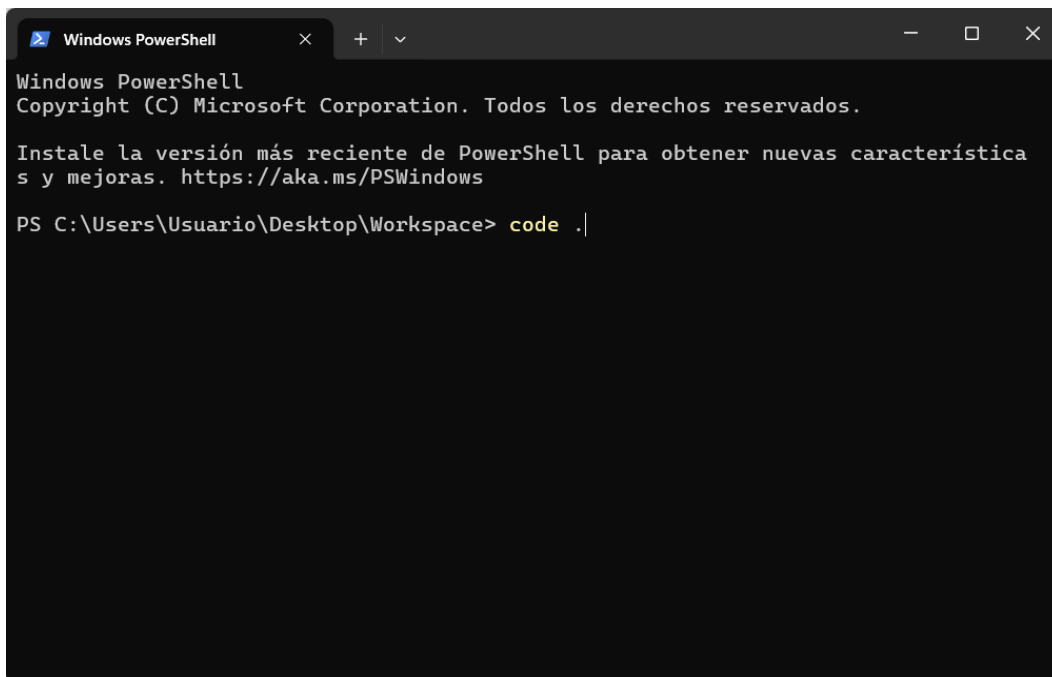 Windows PowerShell
Windows PowerShell
Copyright (C) Microsoft Corporation. Todos los derechos reservados.
Instale la versión más reciente de PowerShell para obtener nuevas característica
s y mejoras. https://aka.ms/PSWindows
PS C:\Users\Usuario\Desktop\Workspace> code .